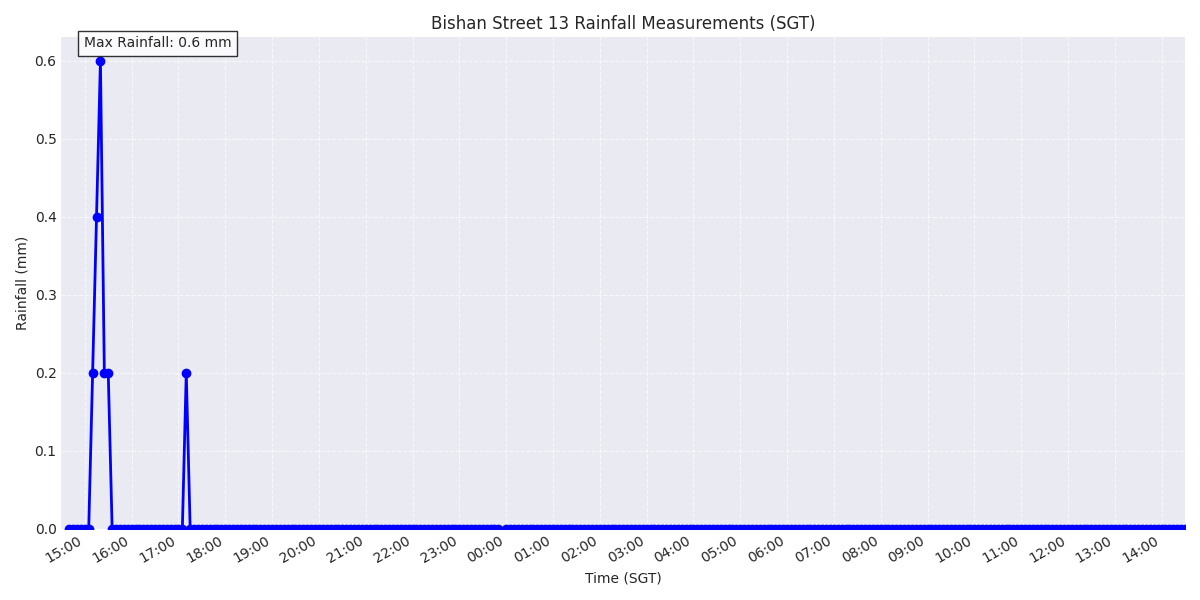 Bishan Street 13 Rainfall Measurements (SGT)
Max Rainfall: 0.6 mm
0.6
0.5
0.4
0.3
0.2
0.1
0.0
Rainfall (mm)
15:00 16:00 17:00 18:00 19:00 20:00 21:00 22:00 23:00 00:00 01:00 02:00 03:00 04:00 05:00 06:00 07:00 08:00 09:00 10:00 11:00 12:00 13:00 14:00
Time (SGT)